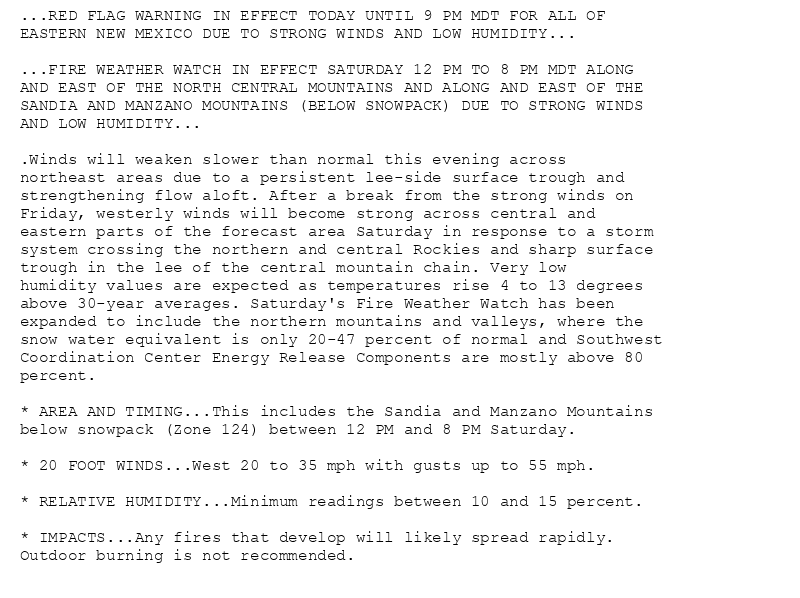 ...RED FLAG WARNING IN EFFECT TODAY UNTIL 9 PM MDT FOR ALL OF
EASTERN NEW MEXICO DUE TO STRONG WINDS AND LOW HUMIDITY...

...FIRE WEATHER WATCH IN EFFECT SATURDAY 12 PM TO 8 PM MDT ALONG
AND EAST OF THE NORTH CENTRAL MOUNTAINS AND ALONG AND EAST OF THE
SANDIA AND MANZANO MOUNTAINS (BELOW SNOWPACK) DUE TO STRONG WINDS
AND LOW HUMIDITY...

.Winds will weaken slower than normal this evening across
northeast areas due to a persistent lee-side surface trough and
strengthening flow aloft. After a break from the strong winds on
Friday, westerly winds will become strong across central and
eastern parts of the forecast area Saturday in response to a storm
system crossing the northern and central Rockies and sharp surface
trough in the lee of the central mountain chain. Very low
humidity values are expected as temperatures rise 4 to 13 degrees
above 30-year averages. Saturday's Fire Weather Watch has been
expanded to include the northern mountains and valleys, where the
snow water equivalent is only 20-47 percent of normal and Southwest
Coordination Center Energy Release Components are mostly above 80
percent.

* AREA AND TIMING...This includes the Sandia and Manzano Mountains
below snowpack (Zone 124) between 12 PM and 8 PM Saturday.

* 20 FOOT WINDS...West 20 to 35 mph with gusts up to 55 mph.

* RELATIVE HUMIDITY...Minimum readings between 10 and 15 percent.

* IMPACTS...Any fires that develop will likely spread rapidly.
Outdoor burning is not recommended.